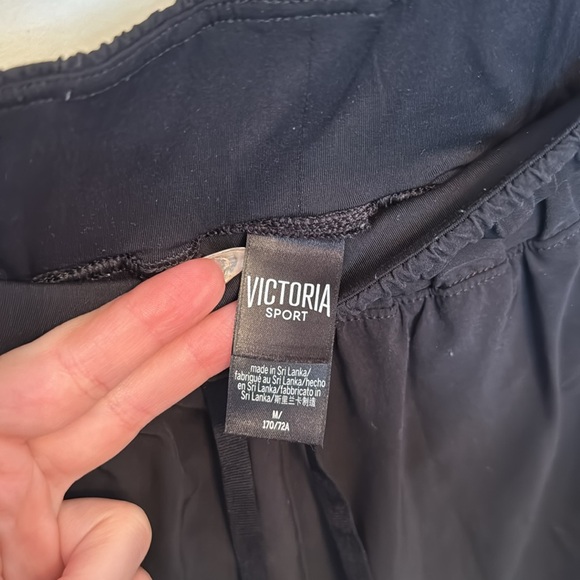 VICTORIA
SPORT
made in Sri Lanka/
fabriqué au Sri Lanka/hecho
en Sri Lanka/fabbricato in
Sri Lanka/斯里兰卡制造
M/
170/72A